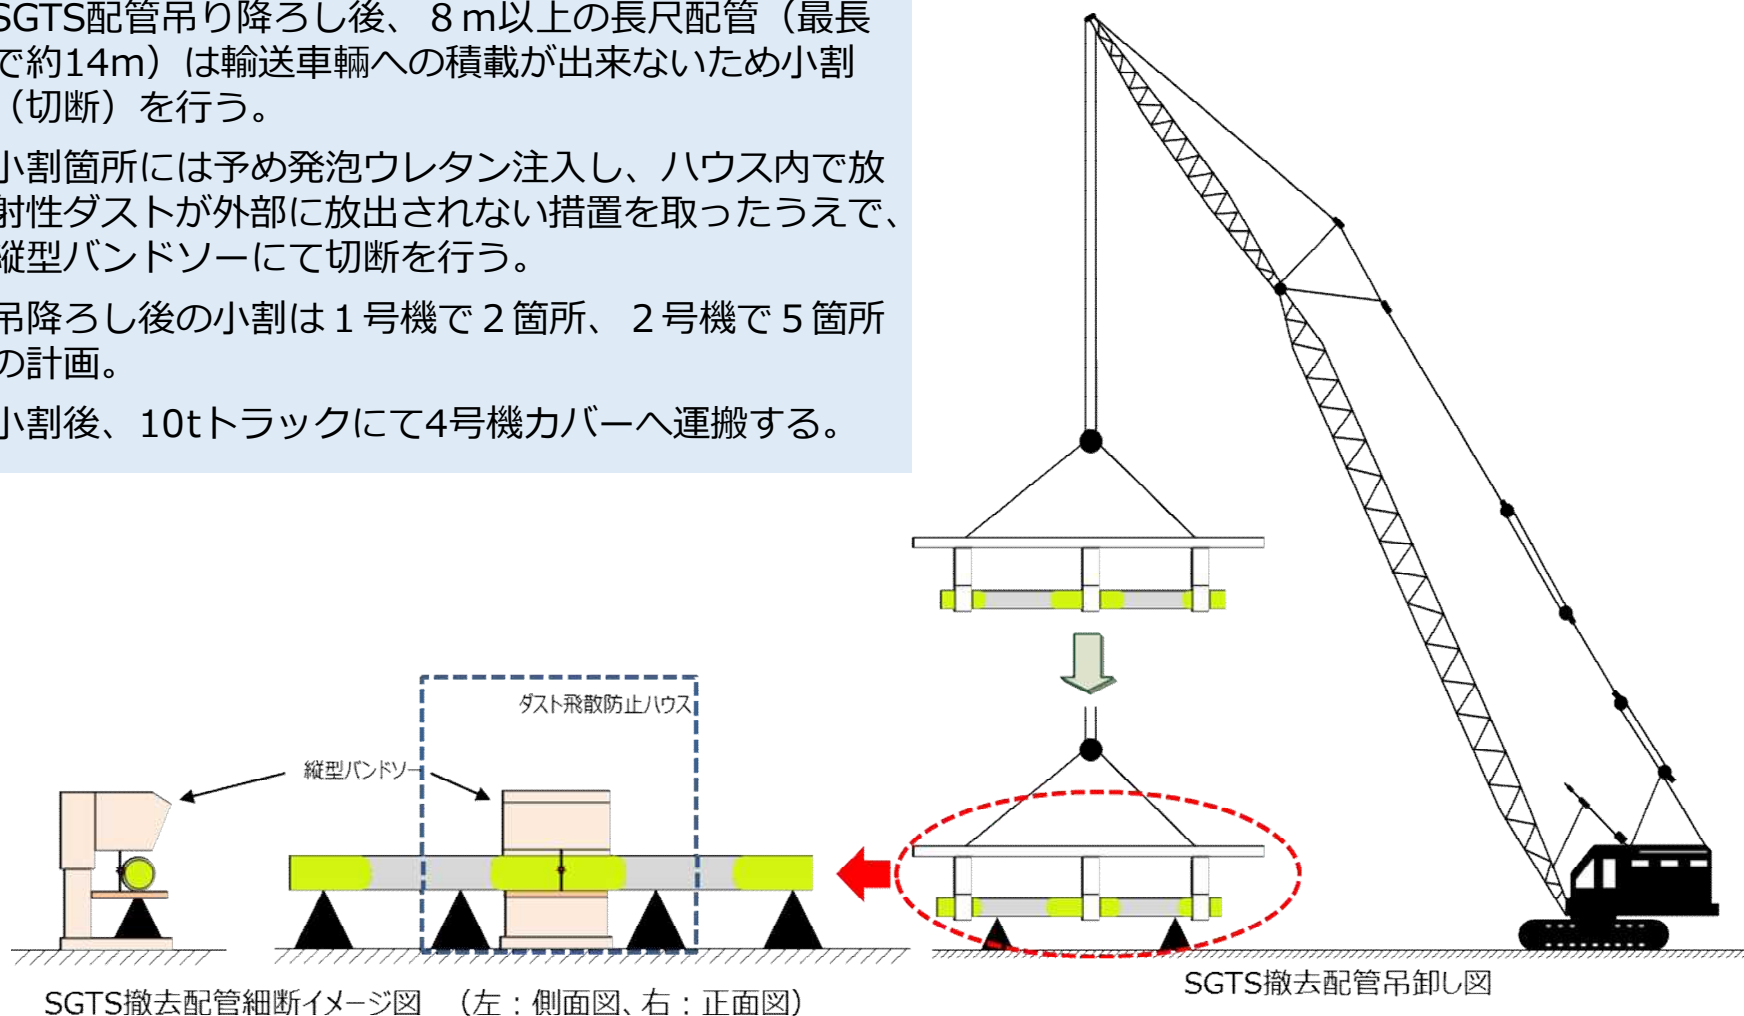 SGTS配管吊り降ろし後、８ｍ以上の長尺配管（最長
で約14m）は輸送車輌への積載が出来ないため小割
（切断）を行う。
小割箇所には予め発泡ウレタン注入し、ハウス内で放
射性ダストが外部に放出されない措置を取ったうえで、
縦型バンドソーにて切断を行う。
吊降ろし後の小割は１号機で２箇所、２号機で５箇所
の計画。
小割後、10tトラックにて4号機カバーへ運搬する。
ダスト飛散防止ハウス
縦型バンドソー
SGTS撤去配管細断イメージ図　（左：側面図、右：正面図）
SGTS撤去配管吊卸し図